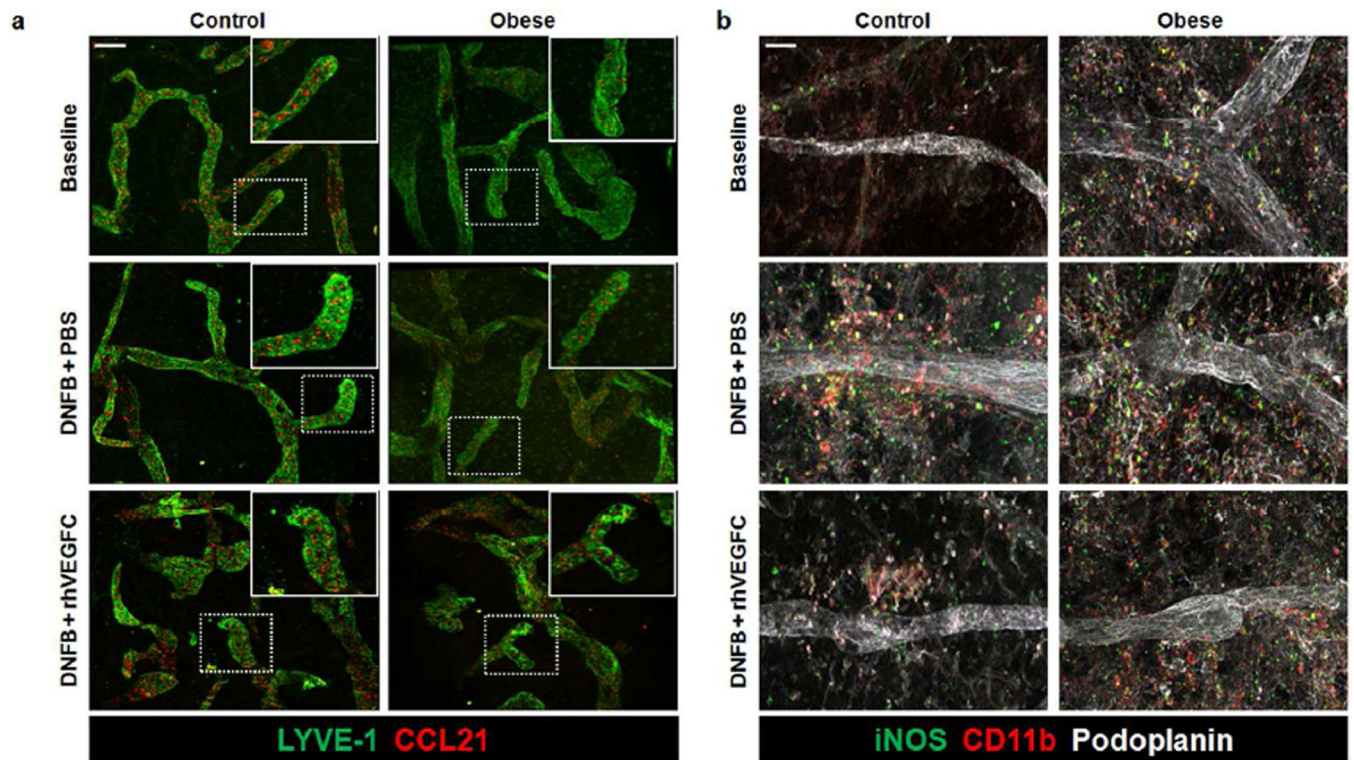 a Control Obese
Baseline
DNFB+PBS
DNFB+rhVEGFC
LYVE-1 CCL21
b Control Obese
Baseline
DNFB+PBS
DNFB+rhVEGFC
iNOS CD11b Podoplanin